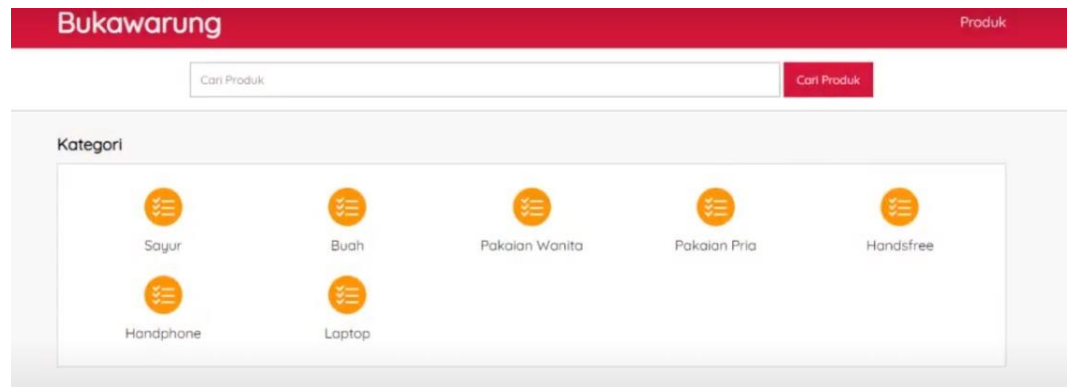 Bukawarung Produk
Cari Produk Cari Produk
Kategori
Sayur Buah Pakaian Wanita Pakaian Pria Handsfree
Handphone Laptop